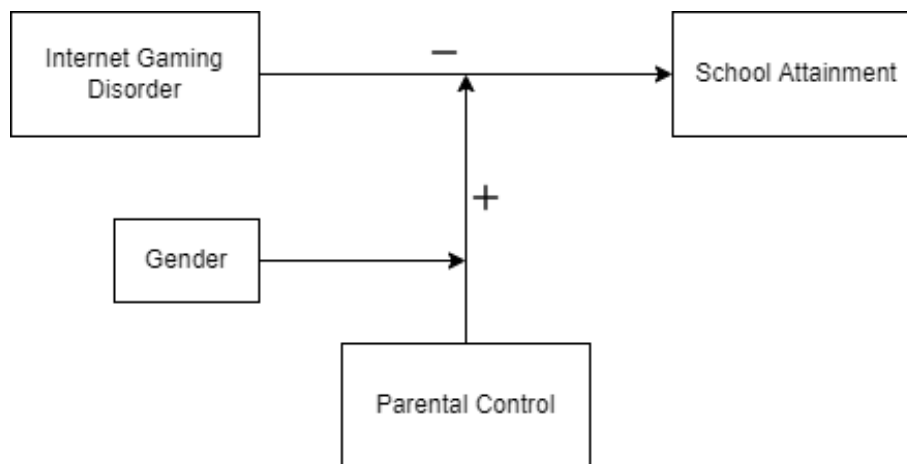 Internet Gaming
Disorder
−
School Attainment
+
Gender
Parental Control